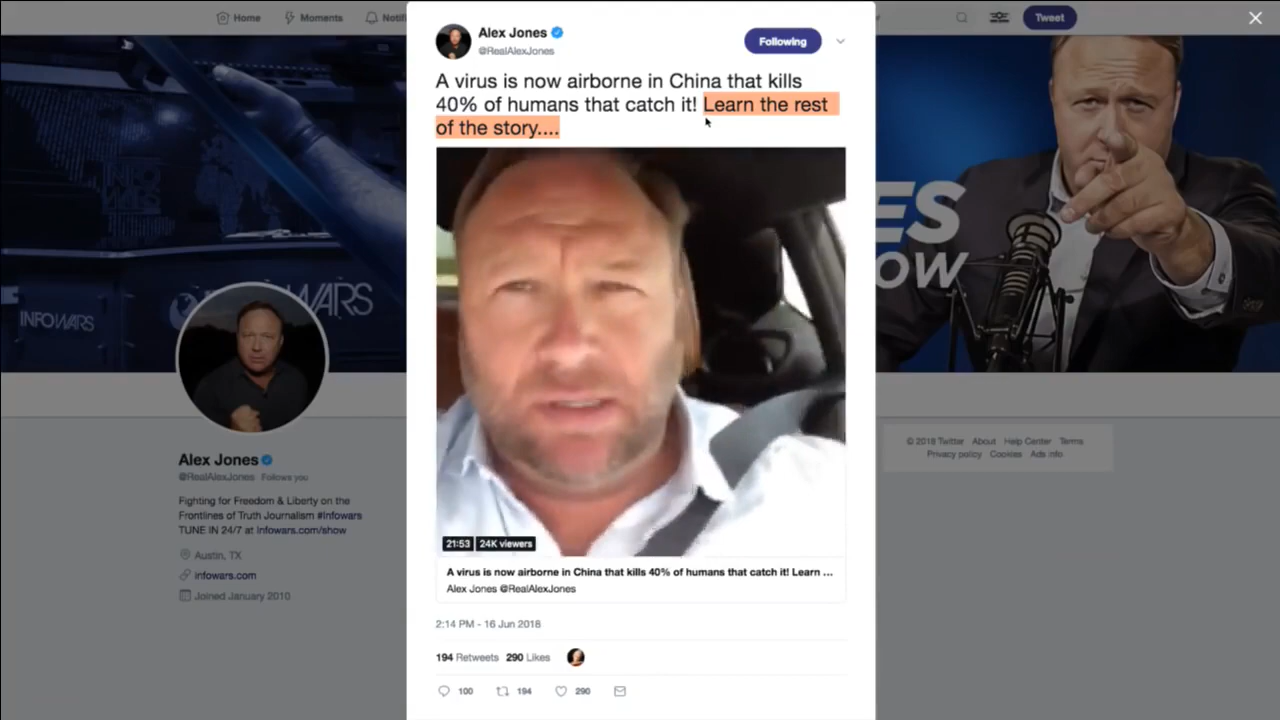 Home
Moments
Notifi
Tweet
Alex Jones
@RealAlexJones
Following
A virus is now airborne in China that kills
40% of humans that catch it! Learn the rest
of the story....
INFOWARS
WARS
ES
OW
21:53 24K viewers
A virus is now airborne in China that kills 40% of humans that catch it! Learn ...
Alex Jones @RealAlexJones
2:14 PM - 16 Jun 2018
194 Retweets 290 Likes
100 194 290
Alex Jones
@RealAlexJones Follows you
Fighting for Freedom & Liberty on the
Frontlines of Truth Journalism #Infowars
TUNE IN 24/7 at Infowars.com/show
Austin, TX
infowars.com
Joined January 2010
© 2018 Twitter About Help Center Terms
Privacy policy Cookies Ads info